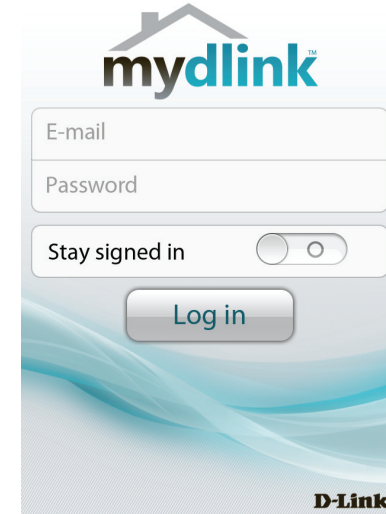 mydlink™
E-mail
Password
Stay signed in
Log in
D-Link